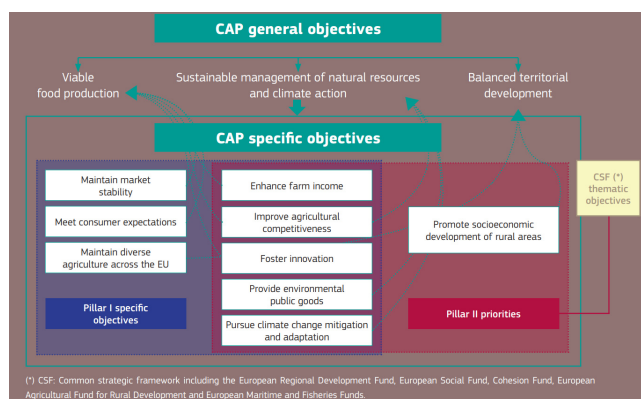 CAP general objectives
Viable
food production
Sustainable management of natural resources
and climate action
Balanced territorial
development
CAP specific objectives
Maintain market
stability
Meet consumer expectations
Maintain diverse
agriculture across the EU
Pillar I specific
objectives
Enhance farm income
Improve agricultural
competitiveness
Foster innovation
Provide environmental
public goods
Pursue climate change mitigation
and adaptation
Promote socioeconomic
development of rural areas
Pillar II priorities
CSF (*)
thematic
objectives
(*) CSF: Common strategic framework including the European Regional Development Fund, European Social Fund, Cohesion Fund, European
Agricultural Fund for Rural Development and European Maritime and Fisheries Funds.